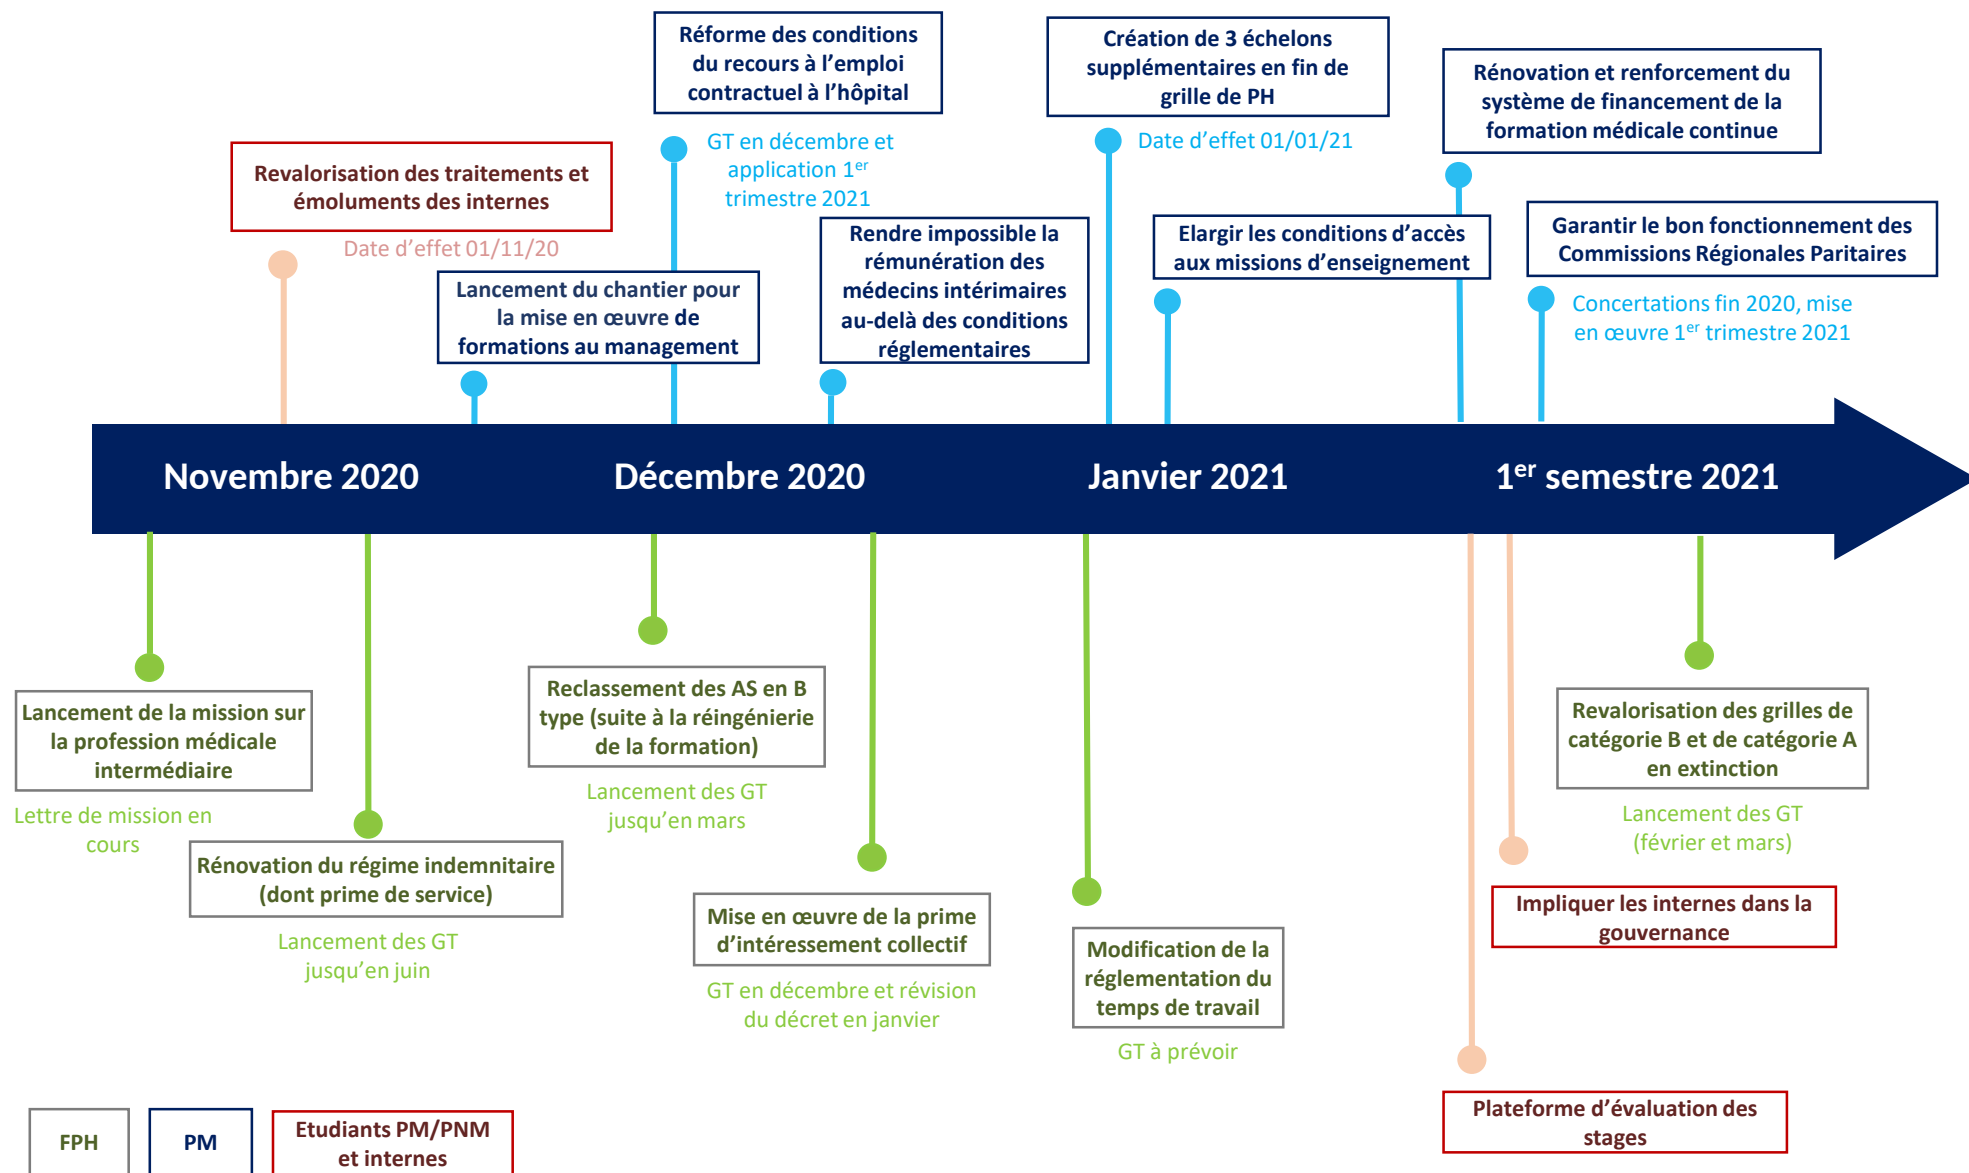 Réforme des conditions
du recours à l'emploi
contractuel à l'hôpital
GT en décembre et
application 1er
trimestre 2021
Création de 3 échelons
supplémentaires en fin de
grille de PH
Date d'effet 01/01/21
Rénovation et renforcement du
système de financement de la
formation médicale continue
Revalorisation des traitements et
émoluments des internes
Date d'effet 01/11/20
Lancement du chantier pour
la mise en œuvre de
formations au management
Rendre impossible la
rémunération des
médecins intérimaires
au-delà des conditions
réglementaires
Elargir les conditions d'accès
aux missions d'enseignement
Garantir le bon fonctionnement des
Commissions Régionales Paritaires
Concertations fin 2020, mise
en œuvre 1er trimestre 2021
Novembre 2020
Décembre 2020
Janvier 2021
1er semestre 2021
Lancement de la mission sur
la profession médicale
intermédiaire
Lettre de mission en
cours
Rénovation du régime indemnitaire
(dont prime de service)
Lancement des GT
jusqu'en juin
Reclassement des AS en B
type (suite à la réingénierie
de la formation)
Lancement des GT
jusqu'en mars
Mise en œuvre de la prime
d'intéressement collectif
GT en décembre et révision
du décret en janvier
Modification de la
réglementation du
temps de travail
GT à prévoir
Revalorisation des grilles de
catégorie B et de catégorie A
en extinction
Lancement des GT
(février et mars)
Impliquer les internes dans la
gouvernance
Plateforme d'évaluation des
stages
FPH
PM
Etudiants PM/PNM
et internes